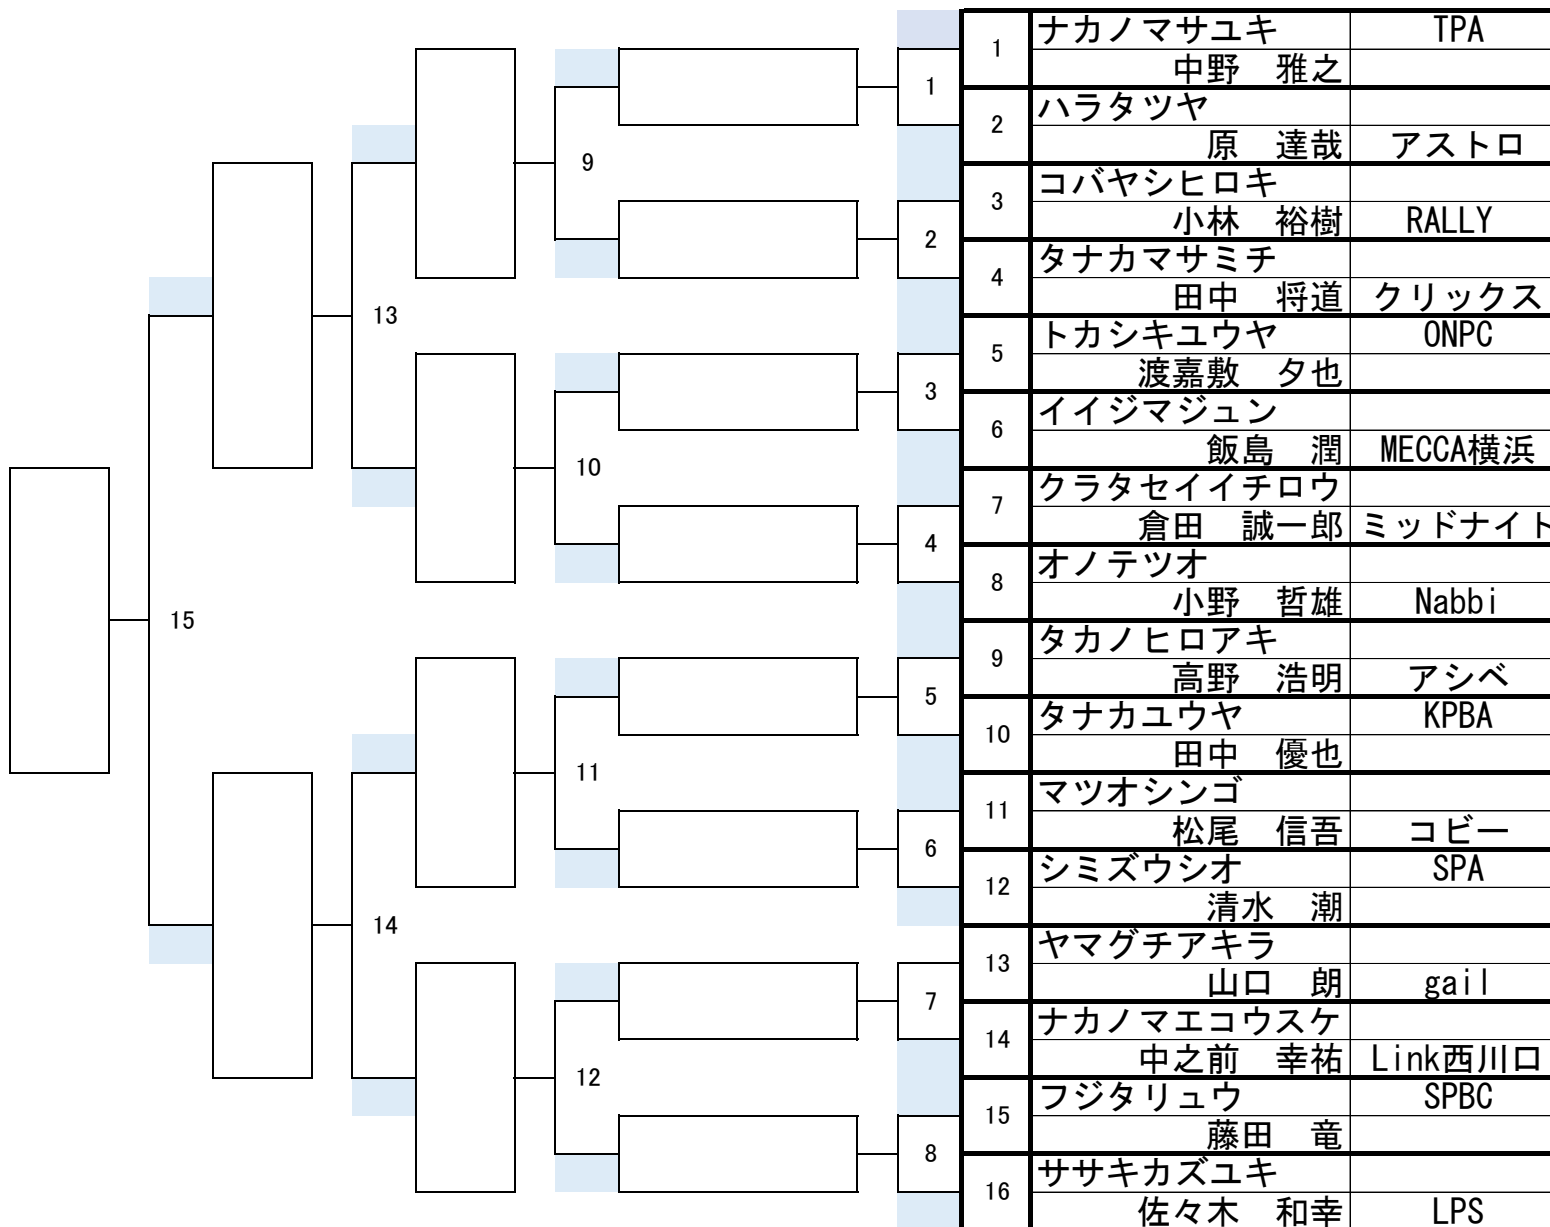 1 ナカノマサユキ TPA
中野　雅之
1
2 ハラタツヤ
原　達哉 アストロ
9
3 コバヤシヒロキ
小林　裕樹 RALLY
2
4 タナカマサミチ
田中　将道 クリックス
13
5 トカシキユウヤ ONPC
渡嘉敷　夕也
3
6 イイジマジュン
飯島　潤 MECCA横浜
10
7 クラタセイイチロウ
倉田　誠一郎 ミッドナイト
4
8 オノテツオ
小野　哲雄 Nabbi
15
9 タカノヒロアキ
高野　浩明 アシベ
5
10 タナカユウヤ KPBA
田中　優也
11
11 マツオシンゴ
松尾　信吾 コビー
6
12 シミズウシオ SPA
清水　潮
14
13 ヤマグチアキラ
山口　朗 gail
7
14 ナカノマエコウスケ
中之前　幸祐 Link西川口
12
15 フジタリュウ SPBC
藤田　竜
8
16 ササキカズユキ
佐々木　和幸 LPS